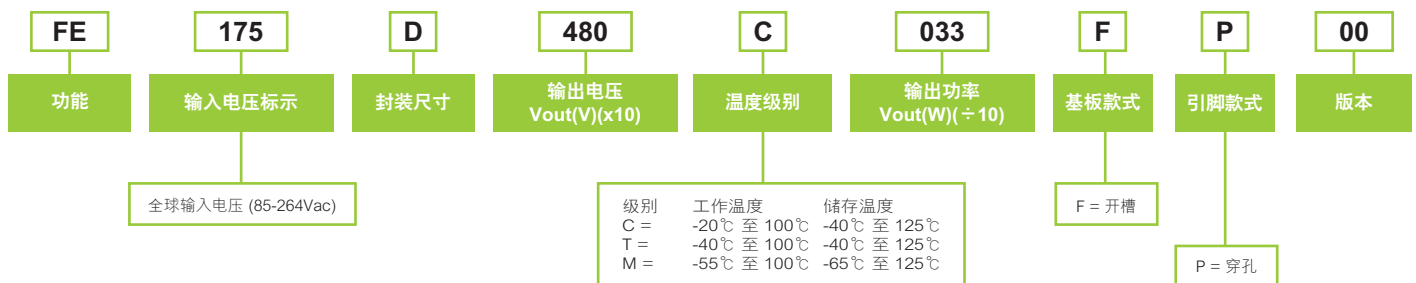 FE 175 D 480 C 033 F P 00
功能 输入电压标示 封装尺寸 输出电压 Vout(V)(x10) 温度级别 输出功率 Vout(W)(÷10) 基板款式 引脚款式 版本
全球输入电压 (85-264Vac)
级别 工作温度 储存温度
C = -20℃ 至 100℃ -40℃ 至 125℃
T = -40℃ 至 100℃ -40℃ 至 125℃
M = -55℃ 至 100℃ -65℃ 至 125℃
F = 开槽
P = 穿孔